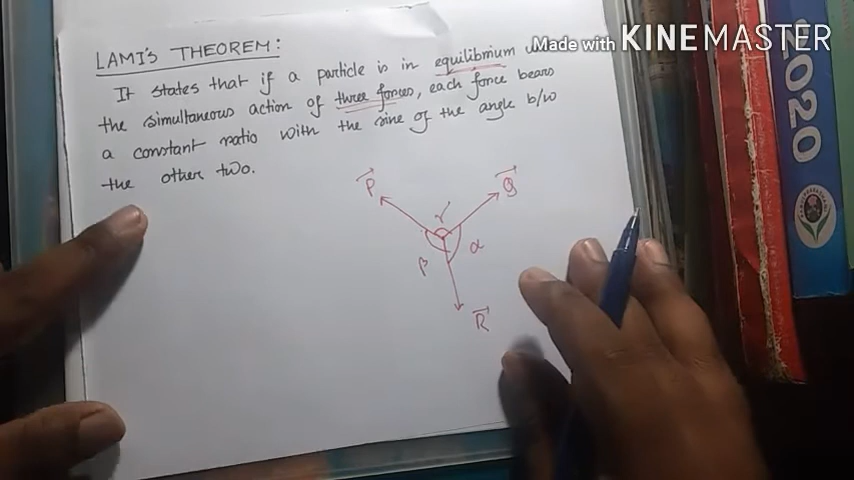 LAMI'S THEOREM:
It states that if a particle is in equilibrium
the simultaneous action of three forces, each force bears
a constant ratio with the sine of the angle b/w
the other two.
P Q
γ
β α
R
Made with KINEMASTER
2020